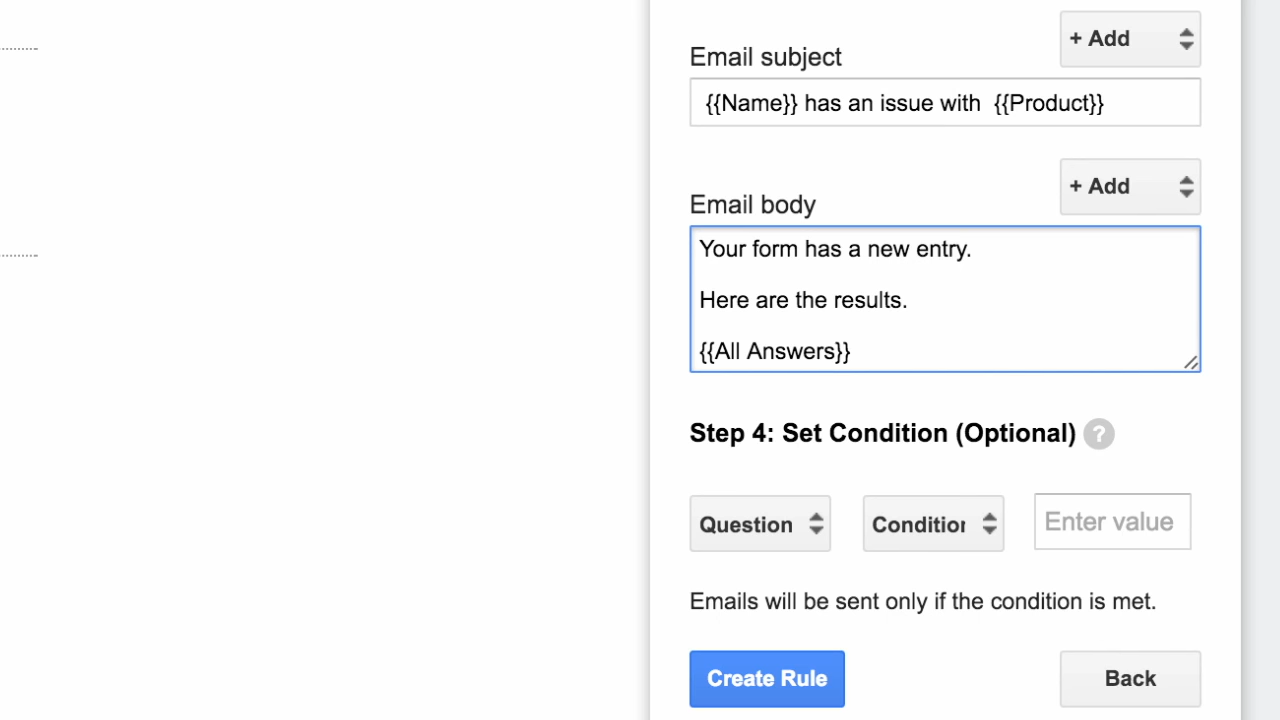 + Add
Email subject
{{Name}} has an issue with  {{Product}}
+ Add
Email body
Your form has a new entry.
Here are the results.
{{All Answers}}
Step 4: Set Condition (Optional) ?
Question Condition Enter value
Emails will be sent only if the condition is met.
Create Rule Back